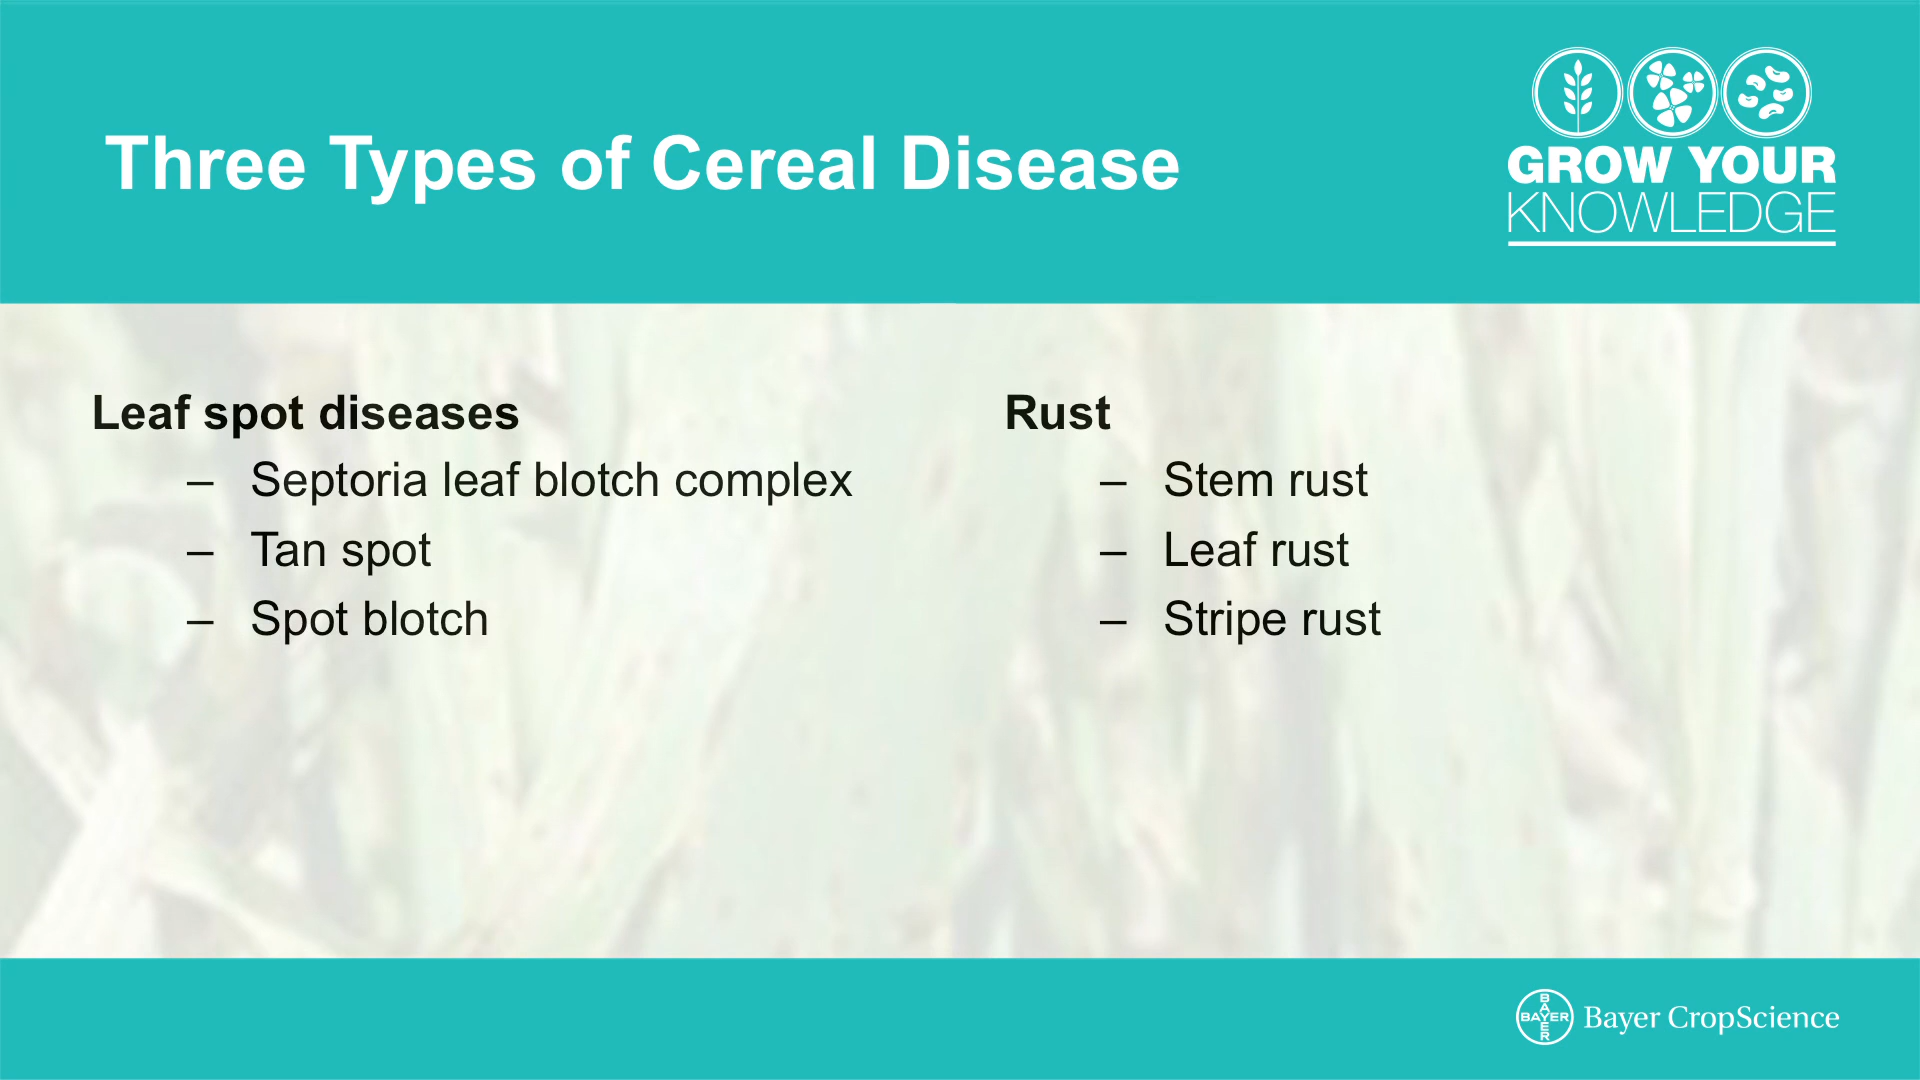 Three Types of Cereal Disease
GROW YOUR
KNOWLEDGE
Leaf spot diseases
– Septoria leaf blotch complex
– Tan spot
– Spot blotch
Rust
– Stem rust
– Leaf rust
– Stripe rust
BAYER
BAYER
Bayer CropScience